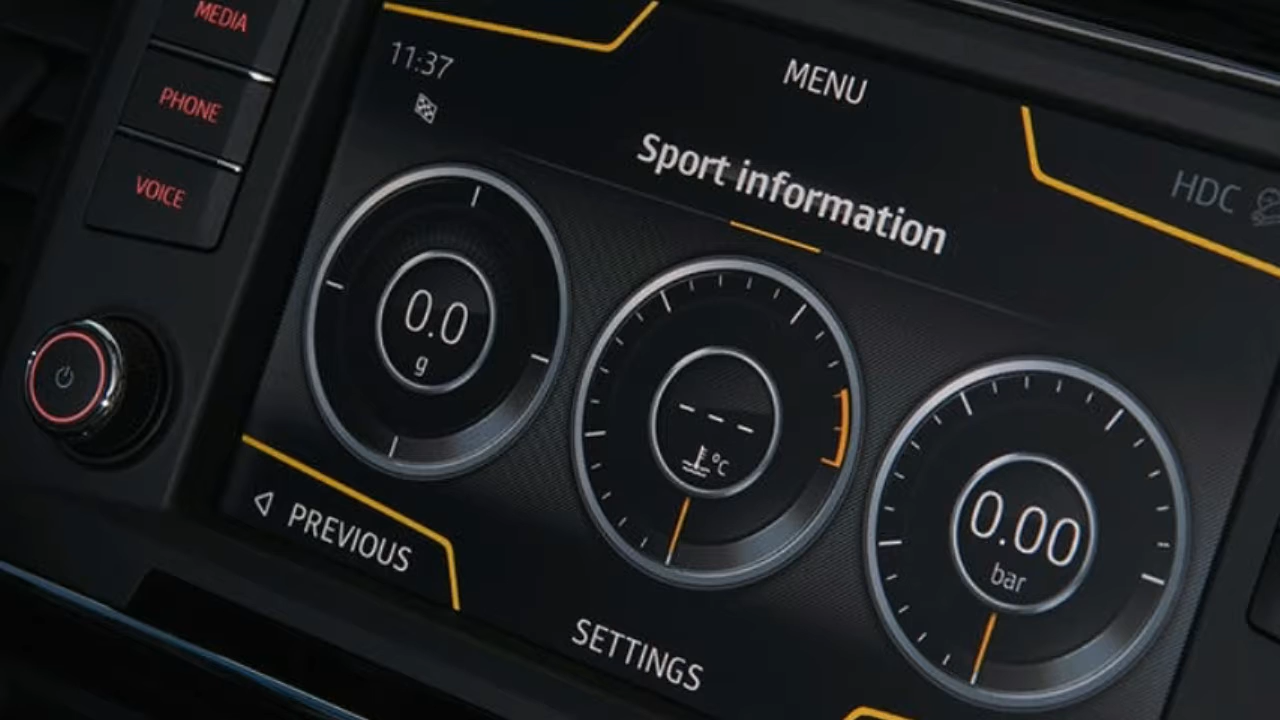 MEDIA
PHONE
VOICE
11:37
MENU
HDC
Sport information
0.0
g
- - -
°C
0.00
bar
PREVIOUS
SETTINGS